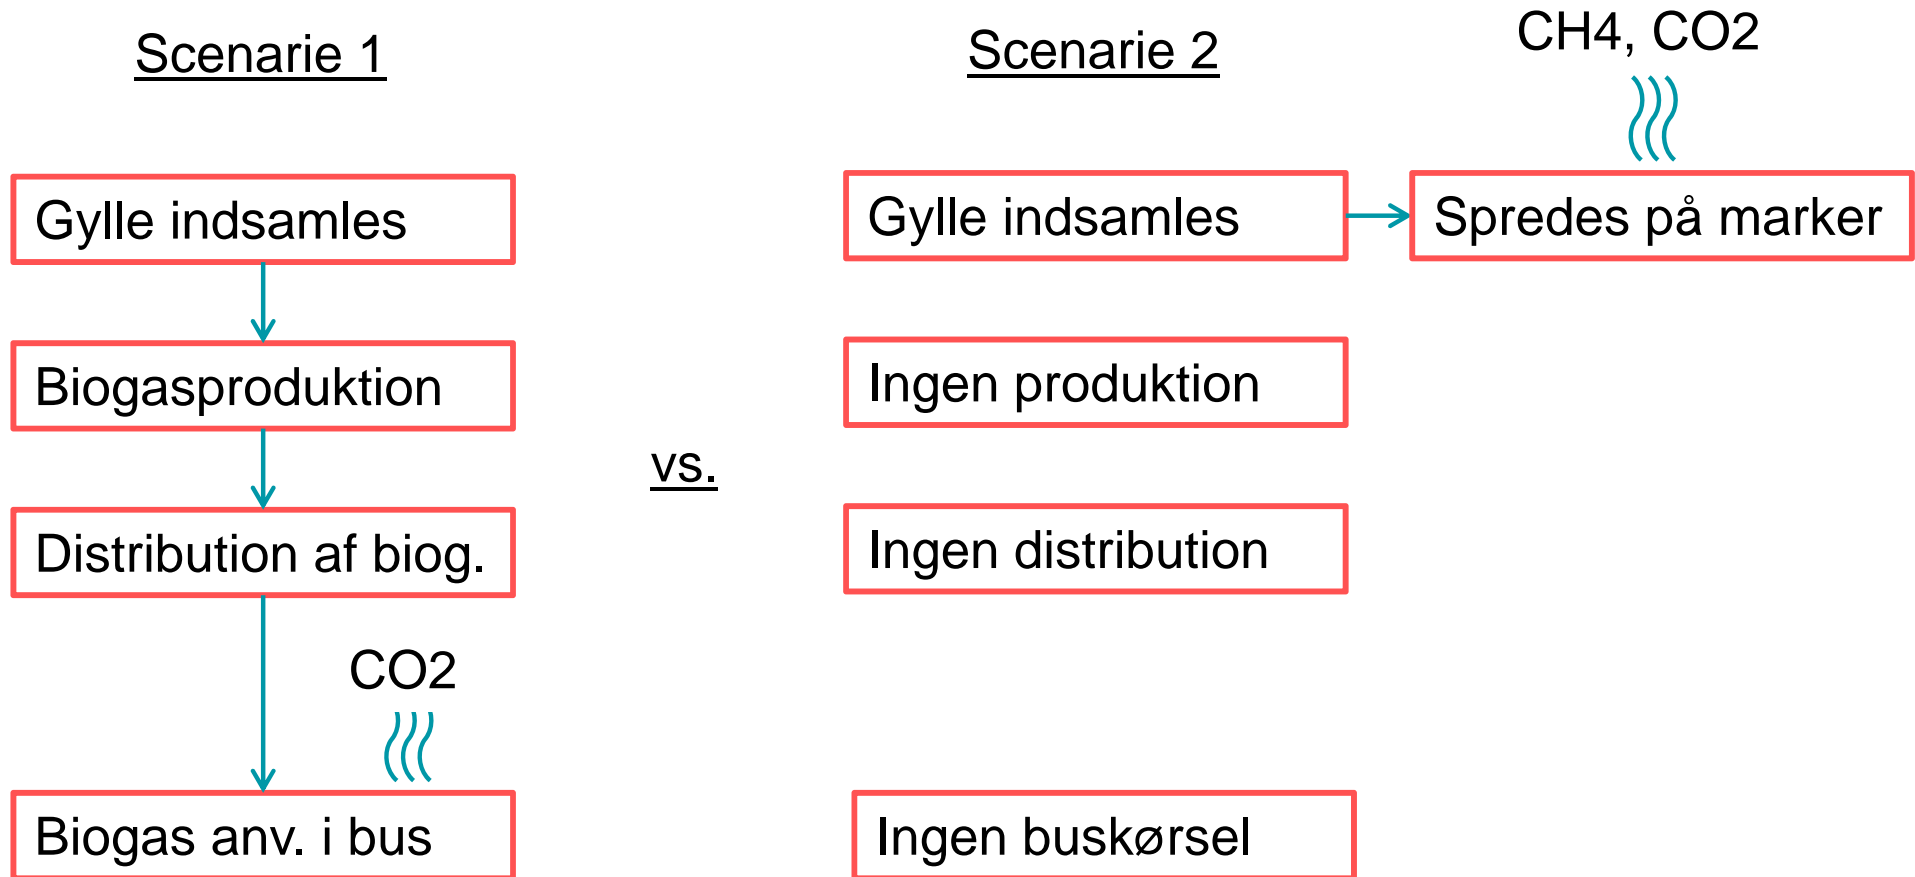 Scenarie 1
Gylle indsamles
Biogasproduktion
Distribution af biog.
CO2
Biogas anv. i bus
vs.
Scenarie 2
CH4, CO2
Gylle indsamles
Spredes på marker
Ingen produktion
Ingen distribution
Ingen buskørsel